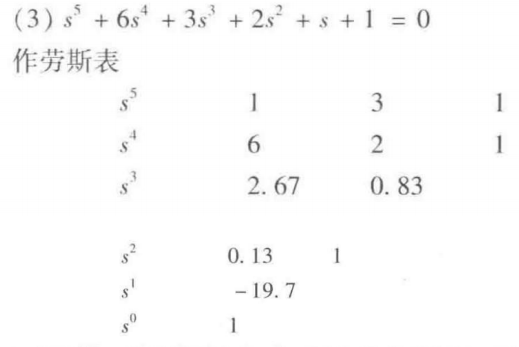 (3) s⁵ + 6s⁴ + 3s³ + 2s² + s + 1 = 0
作劳斯表
s⁵ 1 3 1
s⁴ 6 2 1
s³ 2.67 0.83
s² 0.13 1
s¹ -19.7
s⁰ 1